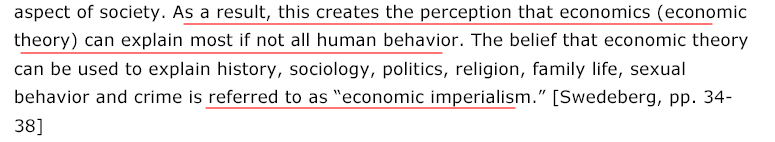 aspect of society. As a result, this creates the perception that economics (economic
theory) can explain most if not all human behavior. The belief that economic theory
can be used to explain history, sociology, politics, religion, family life, sexual
behavior and crime is referred to as “economic imperialism.” [Swedeberg, pp. 34-
38]